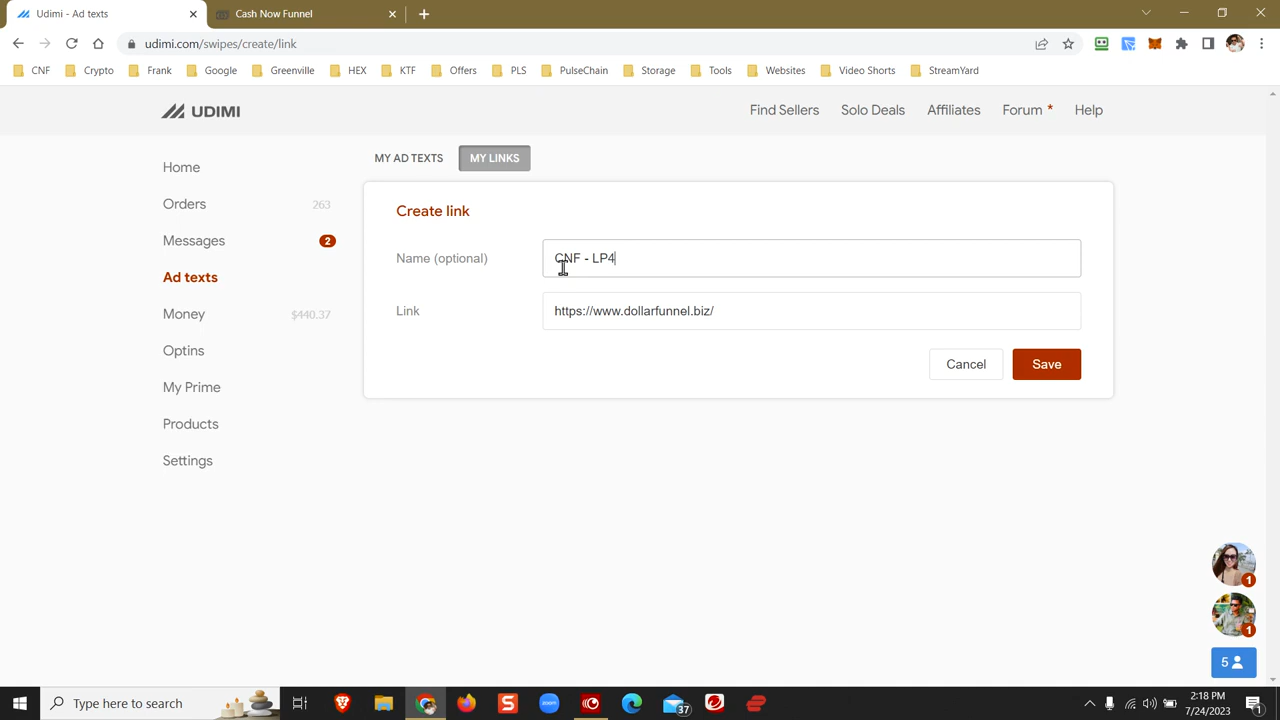 Udimi - Ad texts
Cash Now Funnel
udimi.com/swipes/create/link
CNF
Crypto
Frank
Google
Greenville
HEX
KTF
Offers
PLS
PulseChain
Storage
Tools
Websites
Video Shorts
StreamYard
UDIMI
Find Sellers
Solo Deals
Affiliates
Forum *
Help
Home
Orders 263
Messages 2
Ad texts
Money $440.37
Optins
My Prime
Products
Settings
MY AD TEXTS
MY LINKS
Create link
Name (optional)
CNF - LP4
Link
https://www.dollarfunnel.biz/
Cancel
Save
1
1
5
Type here to search
37
2:18 PM
7/24/2023
1